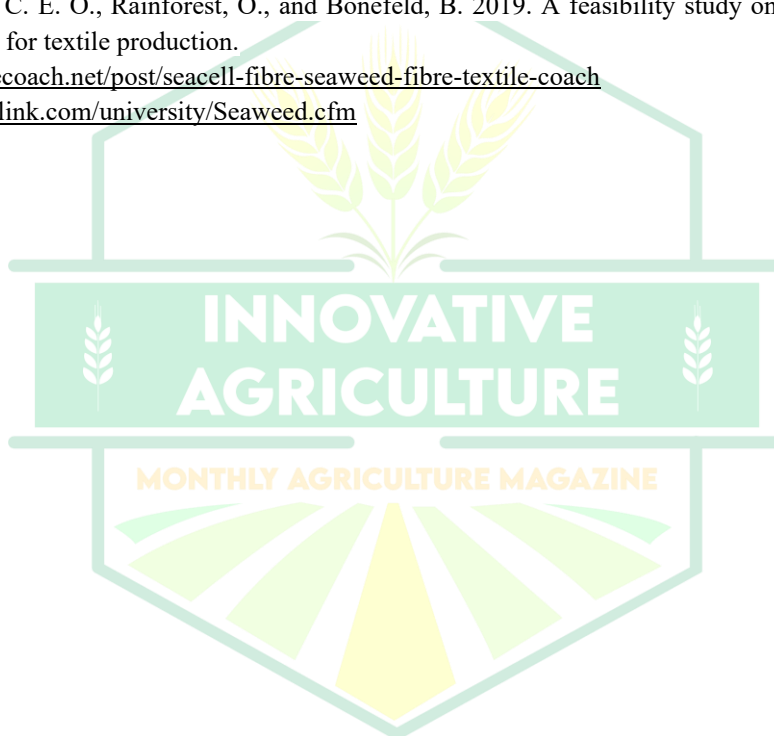 C. E. O., Rainforest, O., and Bonefeld, B. 2019. A feasibility study on
for textile production.
ecoach.net/post/seacell-fibre-seaweed-fibre-textile-coach
link.com/university/Seaweed.cfm
INNOVATIVE
AGRICULTURE
MONTHLY AGRICULTURE MAGAZINE